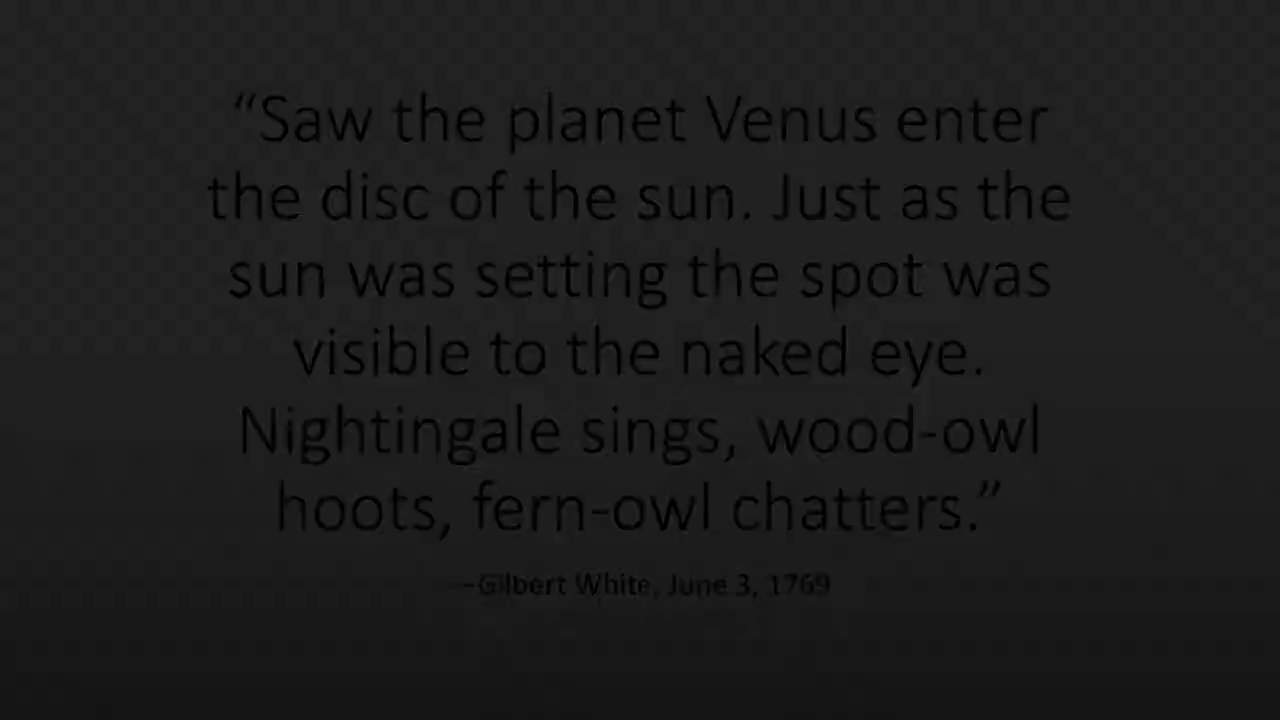 “Saw the planet Venus enter
the disc of the sun. Just as the
sun was setting the spot was
visible to the naked eye.
Nightingale sings, wood-owl
hoots, fern-owl chatters.”
—Gilbert White, June 3, 1769